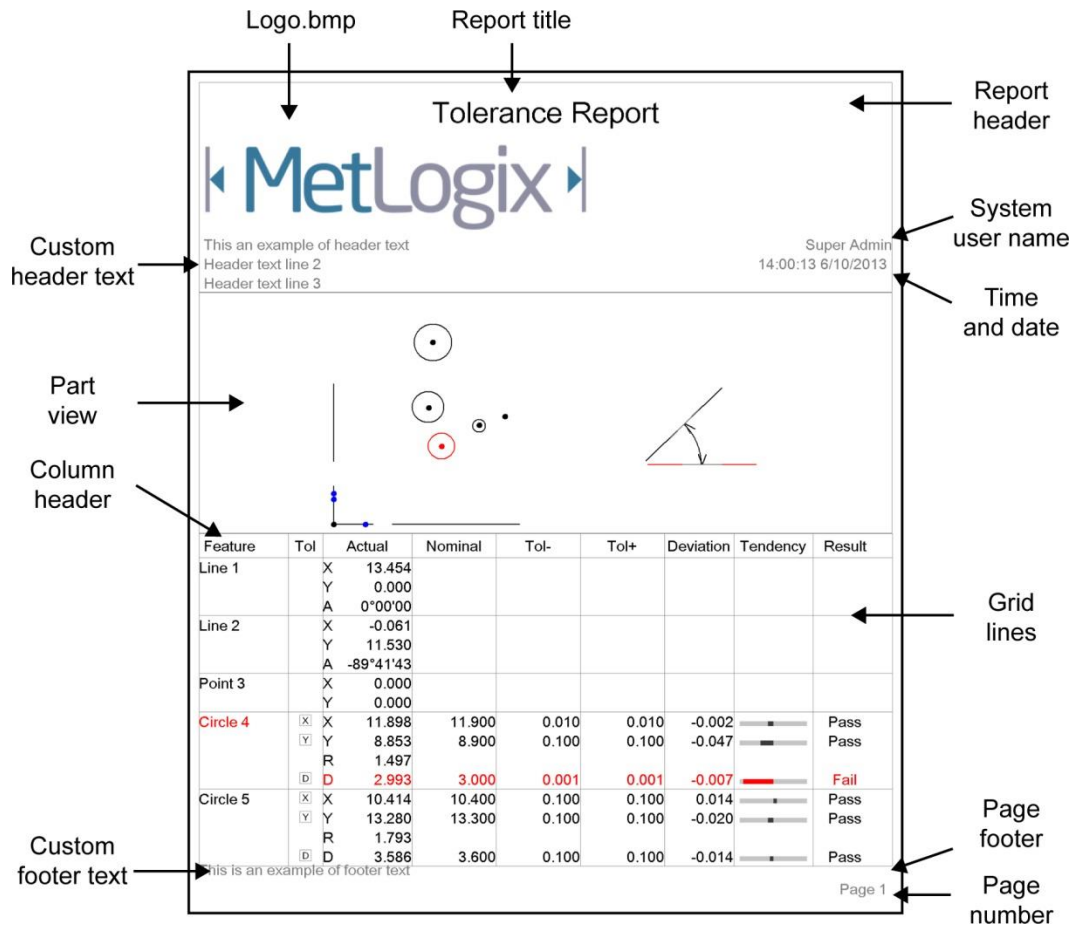 Logo.bmp
Report title
Tolerance Report
Report
header
MetLogix
System
user name
Custom
header text
This an example of header text
Header text line 2
Header text line 3
Super Admin
14:00:13 6/10/2013
Time
and date
Part
view
Column
header
Feature Tol Actual Nominal Tol- Tol+ Deviation Tendency Result
Line 1 X 13.454
Y 0.000
A 0°00'00
Line 2 X -0.061
Y 11.530
A -89°41'43
Grid
lines
Point 3 X 0.000
Y 0.000
Circle 4 X X 11.898 11.900 0.010 0.010 -0.002 Pass
Y Y 8.853 8.900 0.100 0.100 -0.047 Pass
R 1.497
D D 2.993 3.000 0.001 0.001 -0.007 Fail
Circle 5 X X 10.414 10.400 0.100 0.100 0.014 Pass
Y Y 13.280 13.300 0.100 0.100 -0.020 Pass
R 1.793
D D 3.586 3.600 0.100 0.100 -0.014 Pass
Custom
footer text
This is an example of footer text
Page
footer
Page 1
Page
number